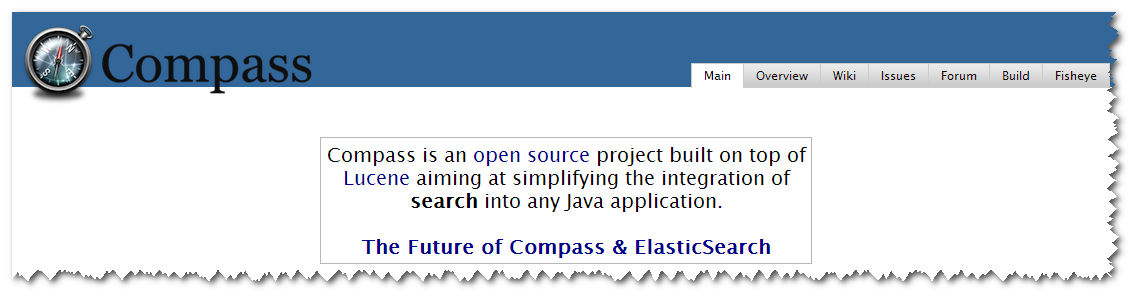 Compass
Main Overview Wiki Issues Forum Build Fisheye
Compass is an open source project built on top of
Lucene aiming at simplifying the integration of
search into any Java application.
The Future of Compass & ElasticSearch